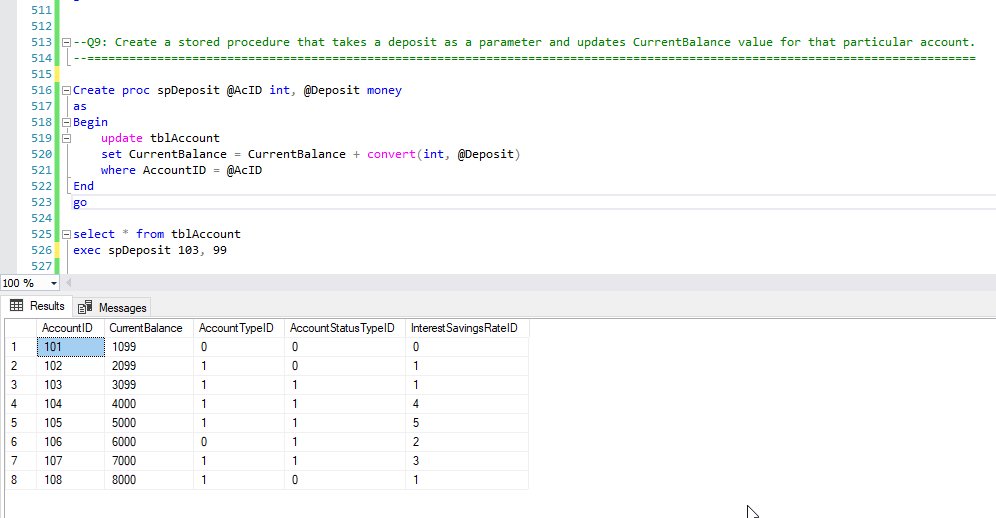 511
512
513 --Q9: Create a stored procedure that takes a deposit as a parameter and updates CurrentBalance value for that particular account.
514 --===============================================================================================================================
515
516 Create proc spDeposit @AcID int, @Deposit money
517 as
518 Begin
519 update tblAccount
520 set CurrentBalance = CurrentBalance + convert(int, @Deposit)
521 where AccountID = @AcID
522 End
523 go
524
525 select * from tblAccount
526 exec spDeposit 103, 99
527
100 %
Results Messages
AccountID CurrentBalance AccountTypeID AccountStatusTypeID InterestSavingsRateID
1 101 1099 0 0 0
2 102 2099 1 0 1
3 103 3099 1 1 1
4 104 4000 1 1 4
5 105 5000 1 1 5
6 106 6000 0 1 2
7 107 7000 1 1 3
8 108 8000 1 0 1